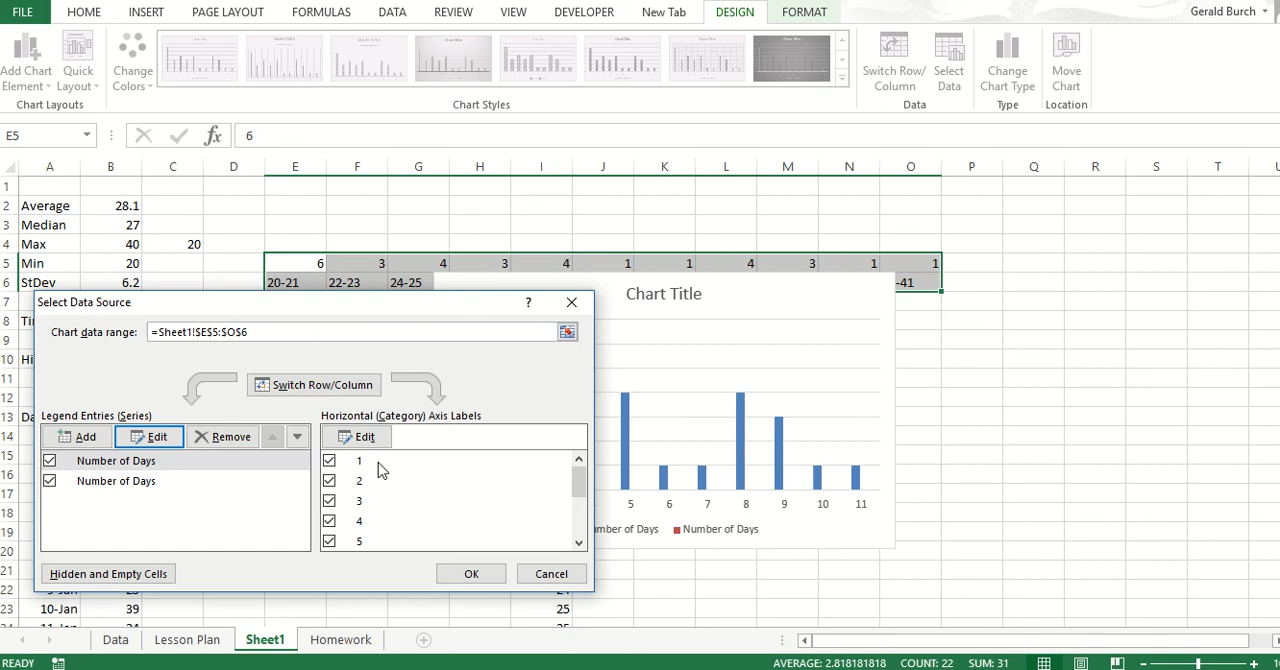 FILE HOME INSERT PAGE LAYOUT FORMULAS DATA REVIEW VIEW DEVELOPER New Tab DESIGN FORMAT Gerald Burch
Add Chart Element Quick Layout Change Colors Switch Row/ Column Select Data Change Chart Type Move Chart
Chart Layouts Chart Styles Data Type Location
E5 fx 6
A B C D E F G H I J K L M N O P Q R S T U
1
2 Average 28.1
3 Median 27
4 Max 40 20
5 Min 20 6 3 4 3 4 1 1 4 3 1 1
6 StDev 6.2 20-21 22-23 24-25 -41
Chart Title
7
8
9
10
11
12
13
14
15
16
17
18
19
20
21
22
23 10-Jan 39 25
Select Data Source ? X
Chart data range: =Sheet1!$E$5:$O$6
Switch Row/Column
Legend Entries (Series) Horizontal (Category) Axis Labels
Add Edit Remove Edit
Number of Days 1
Number of Days 2
3
4
5
Hidden and Empty Cells OK Cancel
5 6 7 8 9 10 11
mber of Days Number of Days
Data Lesson Plan Sheet1 Homework
READY AVERAGE: 2.818181818 COUNT: 22 SUM: 31